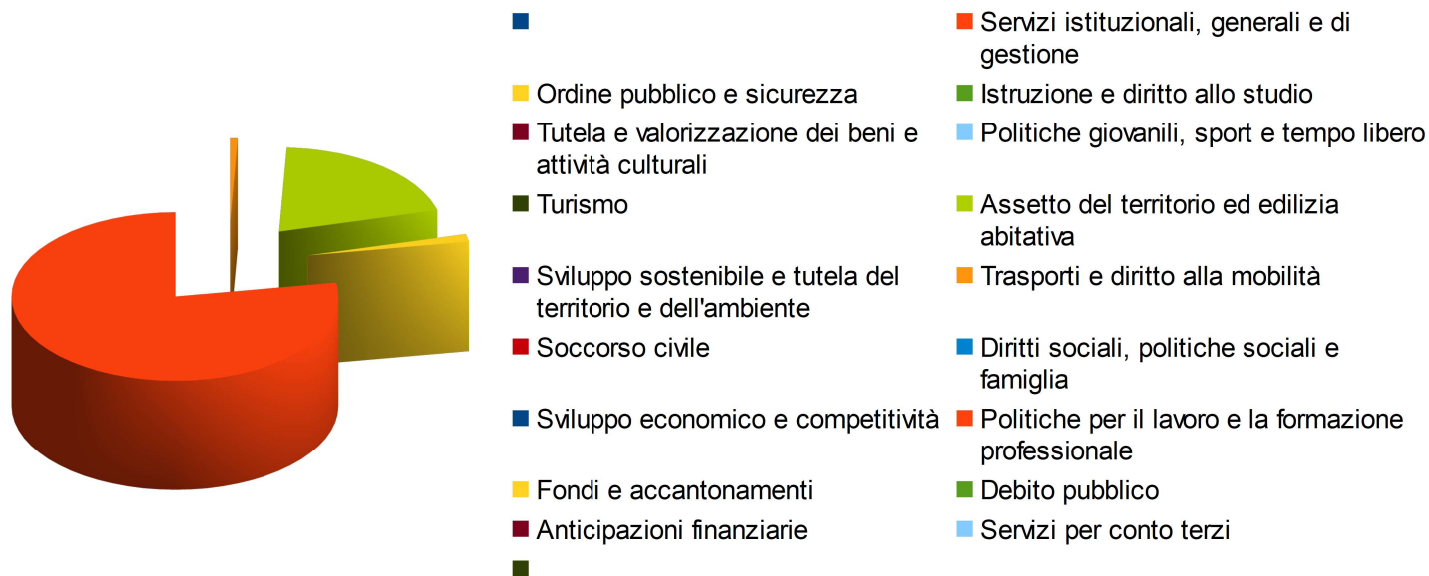 Servizi istituzionali, generali e di
gestione
Ordine pubblico e sicurezza
Istruzione e diritto allo studio
Tutela e valorizzazione dei beni e
attività culturali
Politiche giovanili, sport e tempo libero
Turismo
Assetto del territorio ed edilizia
abitativa
Sviluppo sostenibile e tutela del
territorio e dell'ambiente
Trasporti e diritto alla mobilità
Soccorso civile
Diritti sociali, politiche sociali e
famiglia
Sviluppo economico e competitività
Politiche per il lavoro e la formazione
professionale
Fondi e accantonamenti
Debito pubblico
Anticipazioni finanziarie
Servizi per conto terzi